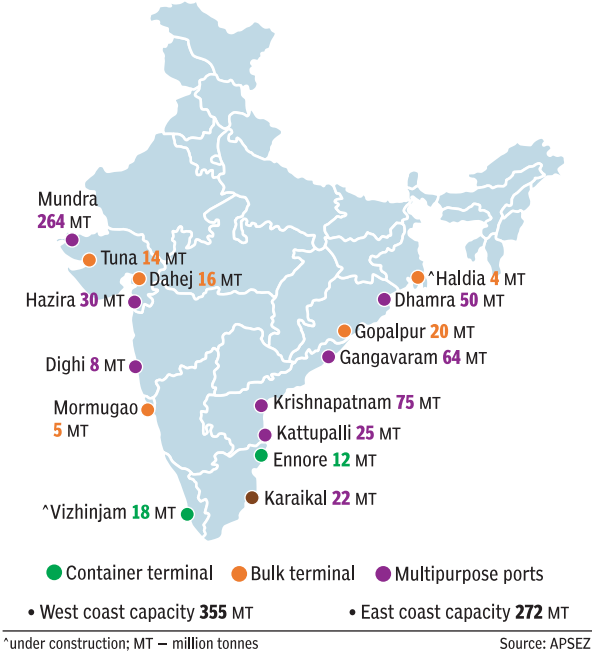 Mundra
264 MT
Tuna 14 MT
Dahej 16 MT
Hazira 30 MT
^Haldia 4 MT
Dhamra 50 MT
Gopalpur 20 MT
Gangavaram 64 MT
Dighi 8 MT
Mormugao
5 MT
Krishnapatnam 75 MT
Kattupalli 25 MT
Ennore 12 MT
Karaikal 22 MT
^Vizhinjam 18 MT
Container terminal Bulk terminal Multipurpose ports
• West coast capacity 355 MT • East coast capacity 272 MT
^under construction; MT — million tonnes Source: APSEZ